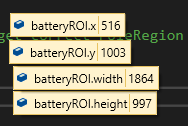 batteryROI.x 516
batteryROI.y 1003
batteryROI.width 1864
batteryROI.height 997